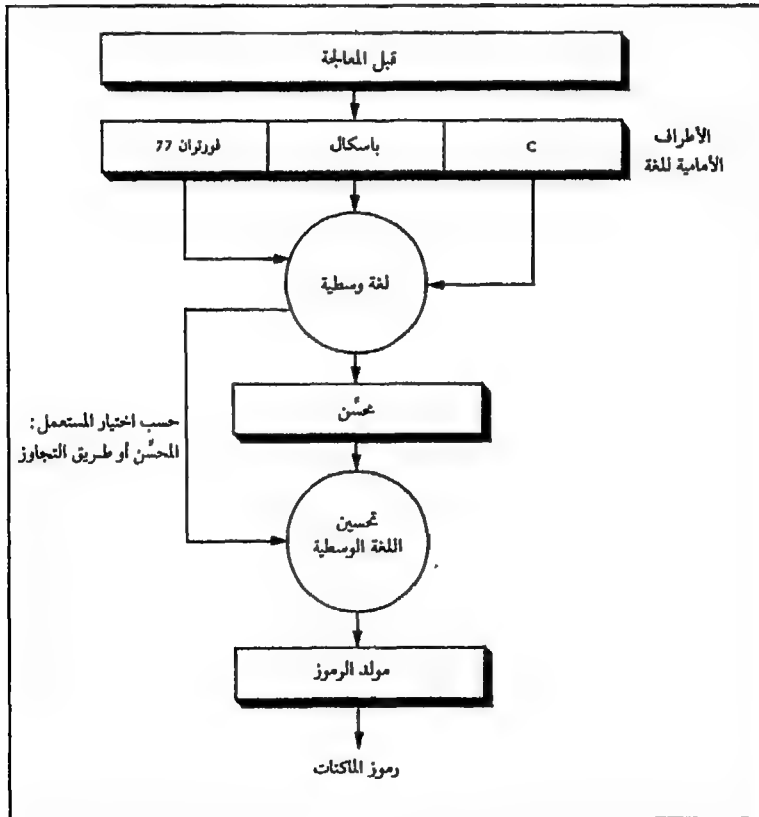 قبل المعالجة
الأطراف
الأمامية للغة
C
باسكال
فورتران 77
لغة وسطية
محسِّن
حسب اختيار المستعمل:
المحسِّن أو طريق التجاوز
تحسين
اللغة الوسطية
مولد الرموز
رموز الماكنات